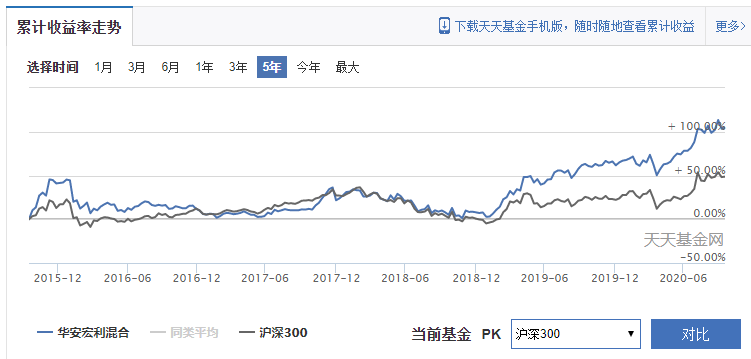 累计收益率走势
下载天天基金手机版，随时随地查看累计收益
更多>
选择时间 1月 3月 6月 1年 3年 5年 今年 最大
+ 100.00%
+ 50.00%
0.00%
天天基金网
-50.00%
2015-12 2016-06 2016-12 2017-06 2017-12 2018-06 2018-12 2019-06 2019-12 2020-06
华安宏利混合 同类平均 沪深300 当前基金 PK 沪深300 对比